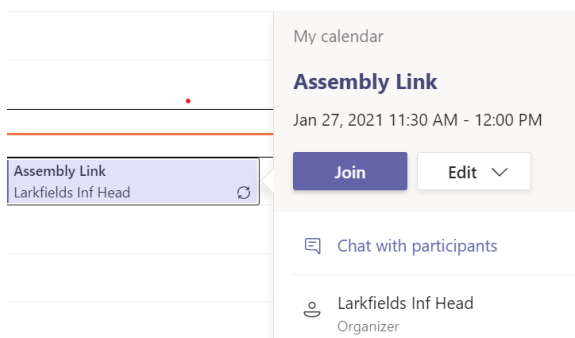 Assembly Link
Larkfields Inf Head
My calendar
Assembly Link
Jan 27, 2021 11:30 AM - 12:00 PM
Join
Edit
Chat with participants
Larkfields Inf Head
Organizer